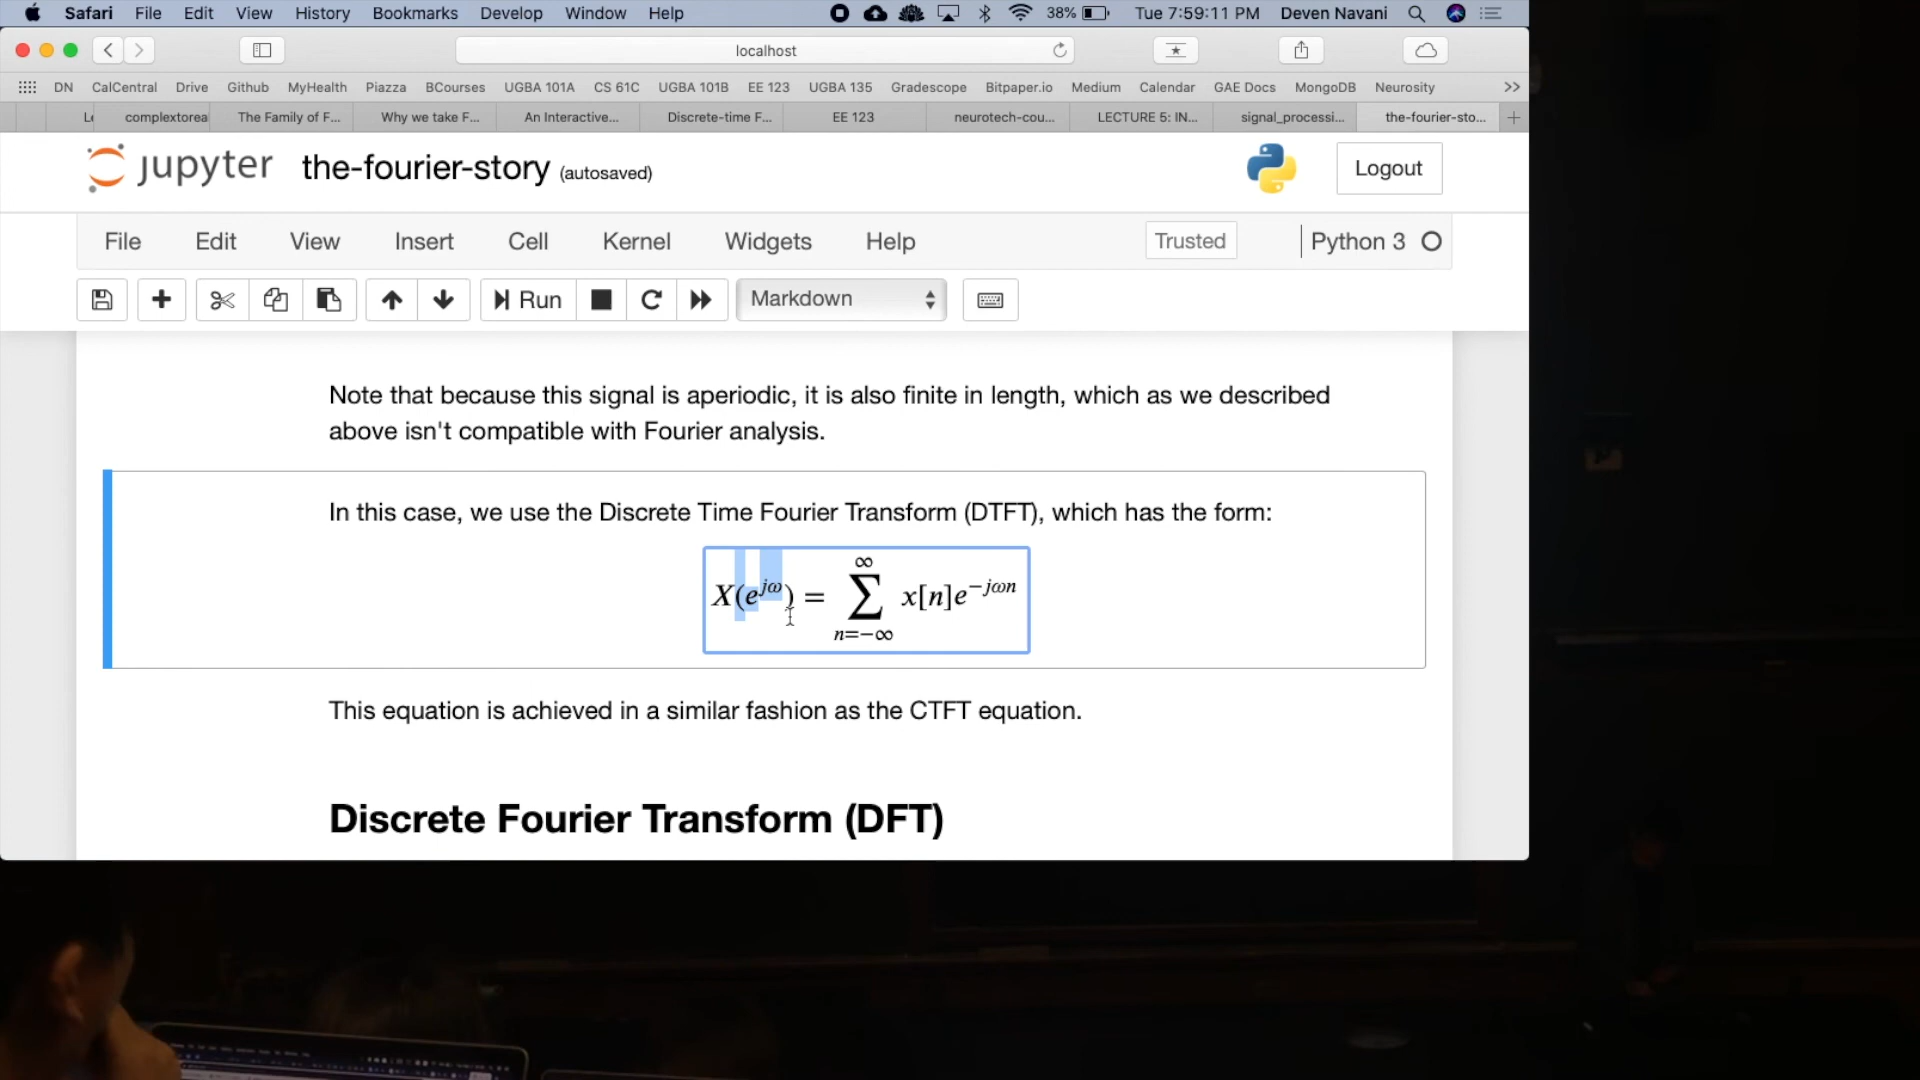 Safari File Edit View History Bookmarks Develop Window Help 38% Tue 7:59:11 PM Deven Navani
localhost
DN CalCentral Drive Github MyHealth Piazza BCourses UGBA 101A CS 61C UGBA 101B EE 123 UGBA 135 Gradescope Bitpaper.io Medium Calendar GAE Docs MongoDB Neurosity >>
Le complextorea The Family of F... Why we take F... An Interactive... Discrete-time F... EE 123 neurotech-cou... LECTURE 5: IN... signal_processi... the-fourier-sto... +
jupyter the-fourier-story (autosaved) Logout
File Edit View Insert Cell Kernel Widgets Help Trusted Python 3
Run Markdown
Note that because this signal is aperiodic, it is also finite in length, which as we described
above isn't compatible with Fourier analysis.
In this case, we use the Discrete Time Fourier Transform (DTFT), which has the form:
X(e^{jω}) = ∑_{n=−∞}^{∞} x[n]e^{−jωn}
This equation is achieved in a similar fashion as the CTFT equation.
Discrete Fourier Transform (DFT)